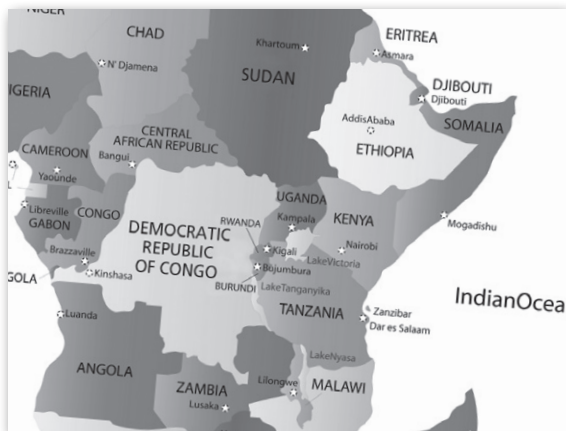 NIGER
CHAD
ERITREA
Khartoum
Asmara
N' Djamena
SUDAN
DJIBOUTI
Djibouti
IGERIA
AddisAbaba
SOMALIA
CENTRAL
AFRICAN REPUBLIC
CAMEROON
Bangui
ETHIOPIA
Yaounde
L
UGANDA
Libreville
CONGO
Kampala
KENYA
GABON
RWANDA
Mogadishu
DEMOCRATIC
REPUBLIC
OF CONGO
Nairobi
Brazzaville
Kigali
LakeVictoria
Kinshasa
Bojumbura
GOLA
BURUNDI
LakeTanganyika
IndianOcea
TANZANIA
Zanzibar
Luanda
Dar es Salaam
LakeNyasa
ANGOLA
ZAMBIA
Lilongwe
MALAWI
Lusaka